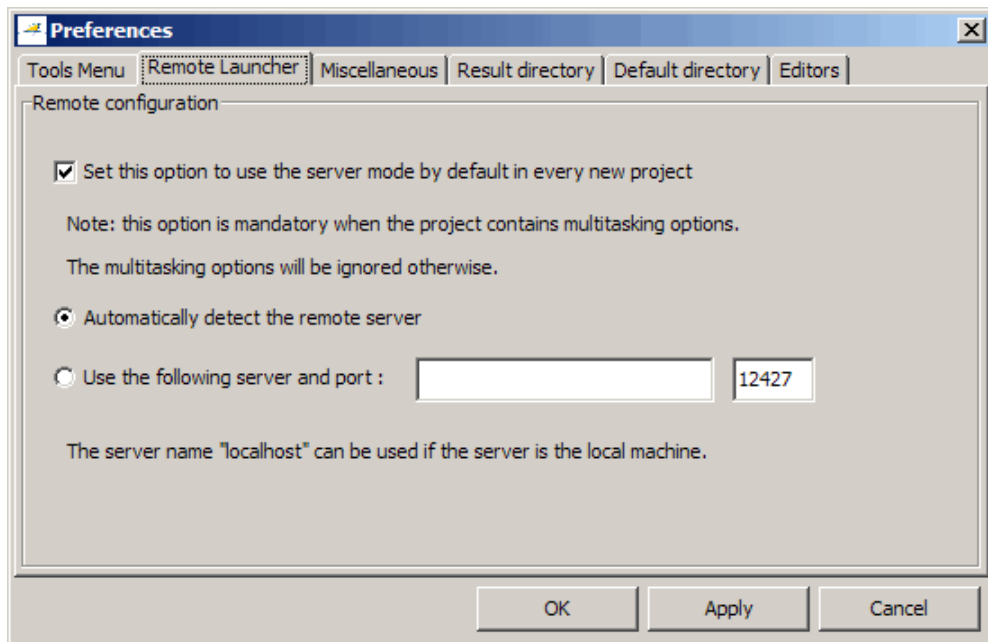 Preferences
Tools Menu Remote Launcher Miscellaneous Result directory Default directory Editors
Remote configuration
Set this option to use the server mode by default in every new project
Note: this option is mandatory when the project contains multitasking options.
The multitasking options will be ignored otherwise.
Automatically detect the remote server
Use the following server and port : 12427
The server name "localhost" can be used if the server is the local machine.
OK Apply Cancel